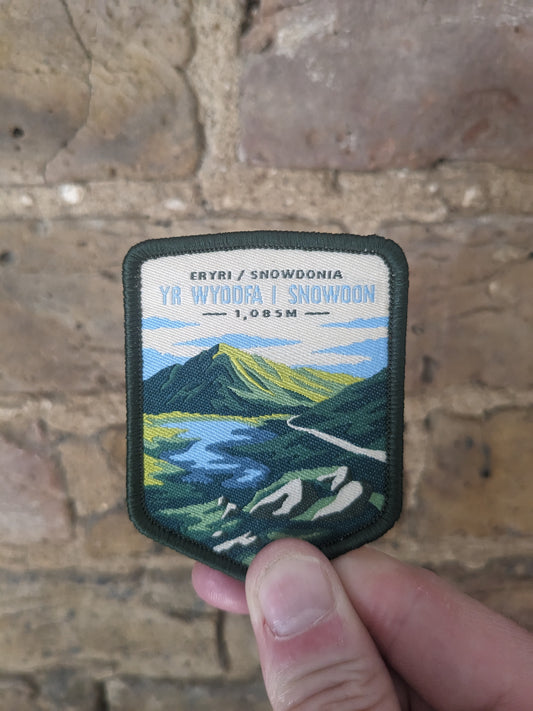 ERYRI / SNOWDONIA
YR WYDDFA | SNOWDON
— 1,085M —